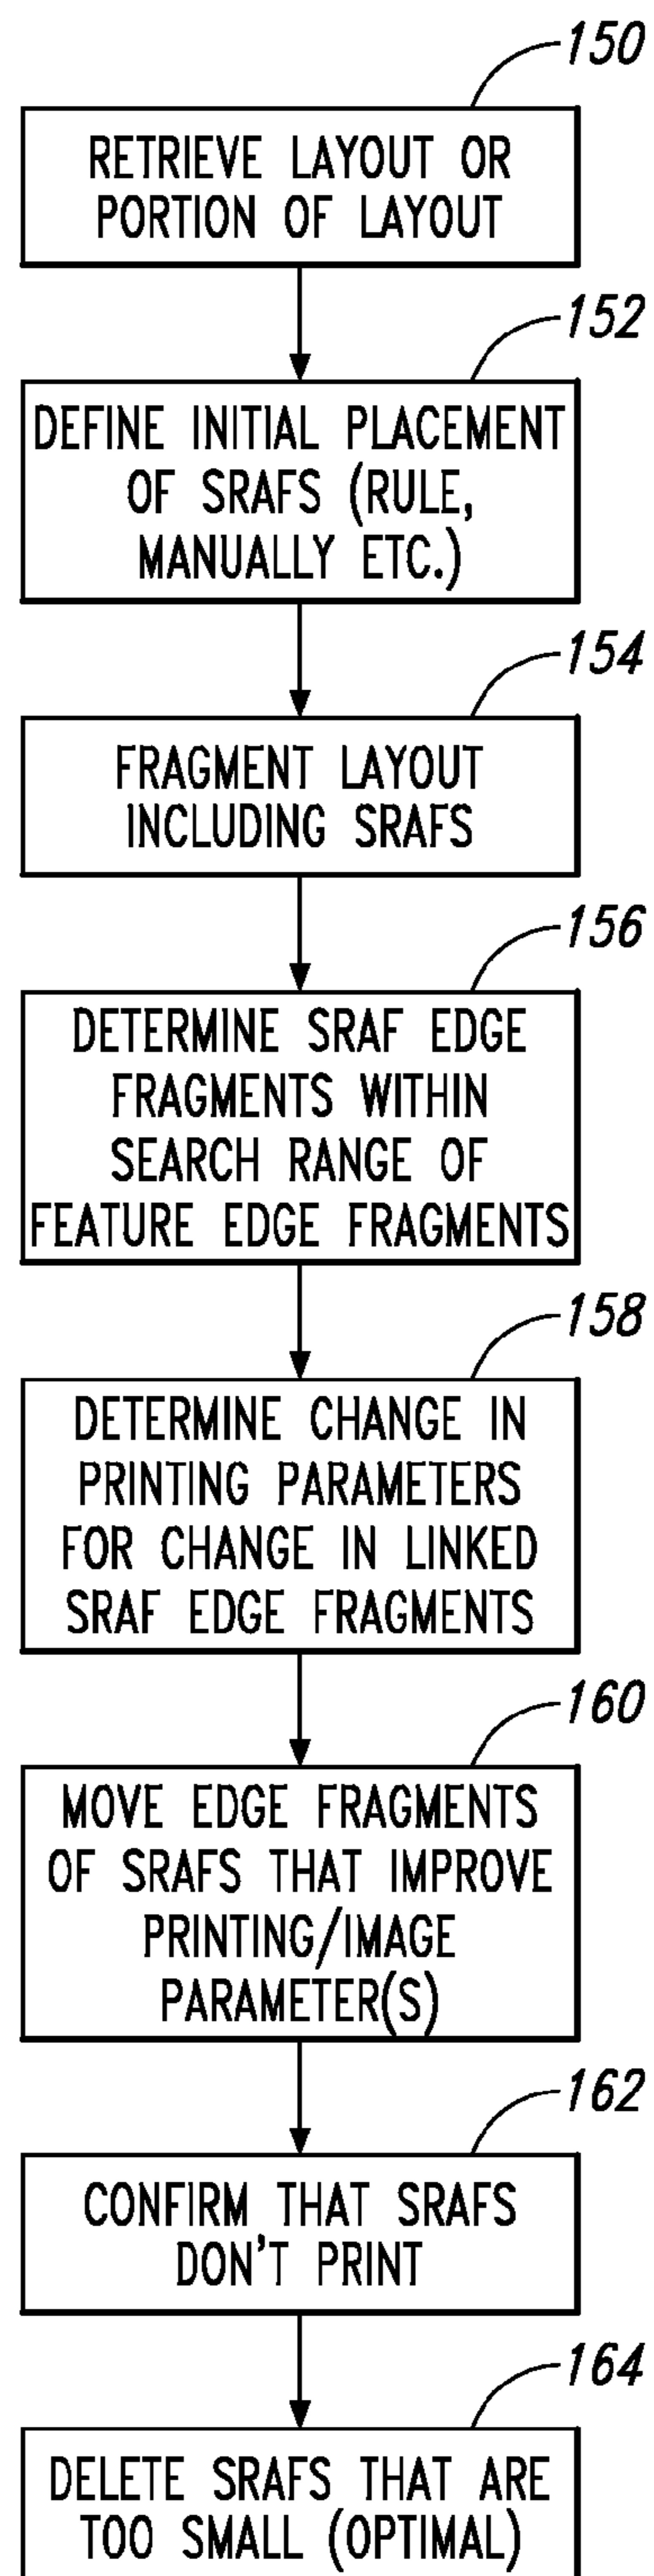 150
RETRIEVE LAYOUT OR
PORTION OF LAYOUT
152
DEFINE INITIAL PLACEMENT
OF SRAFS (RULE,
MANUALLY ETC.)
154
FRAGMENT LAYOUT
INCLUDING SRAFS
156
DETERMINE SRAF EDGE
FRAGMENTS WITHIN
SEARCH RANGE OF
FEATURE EDGE FRAGMENTS
158
DETERMINE CHANGE IN
PRINTING PARAMETERS
FOR CHANGE IN LINKED
SRAF EDGE FRAGMENTS
160
MOVE EDGE FRAGMENTS
OF SRAFS THAT IMPROVE
PRINTING/IMAGE
PARAMETER(S)
162
CONFIRM THAT SRAFS
DON'T PRINT
164
DELETE SRAFS THAT ARE
TOO SMALL (OPTIMAL)